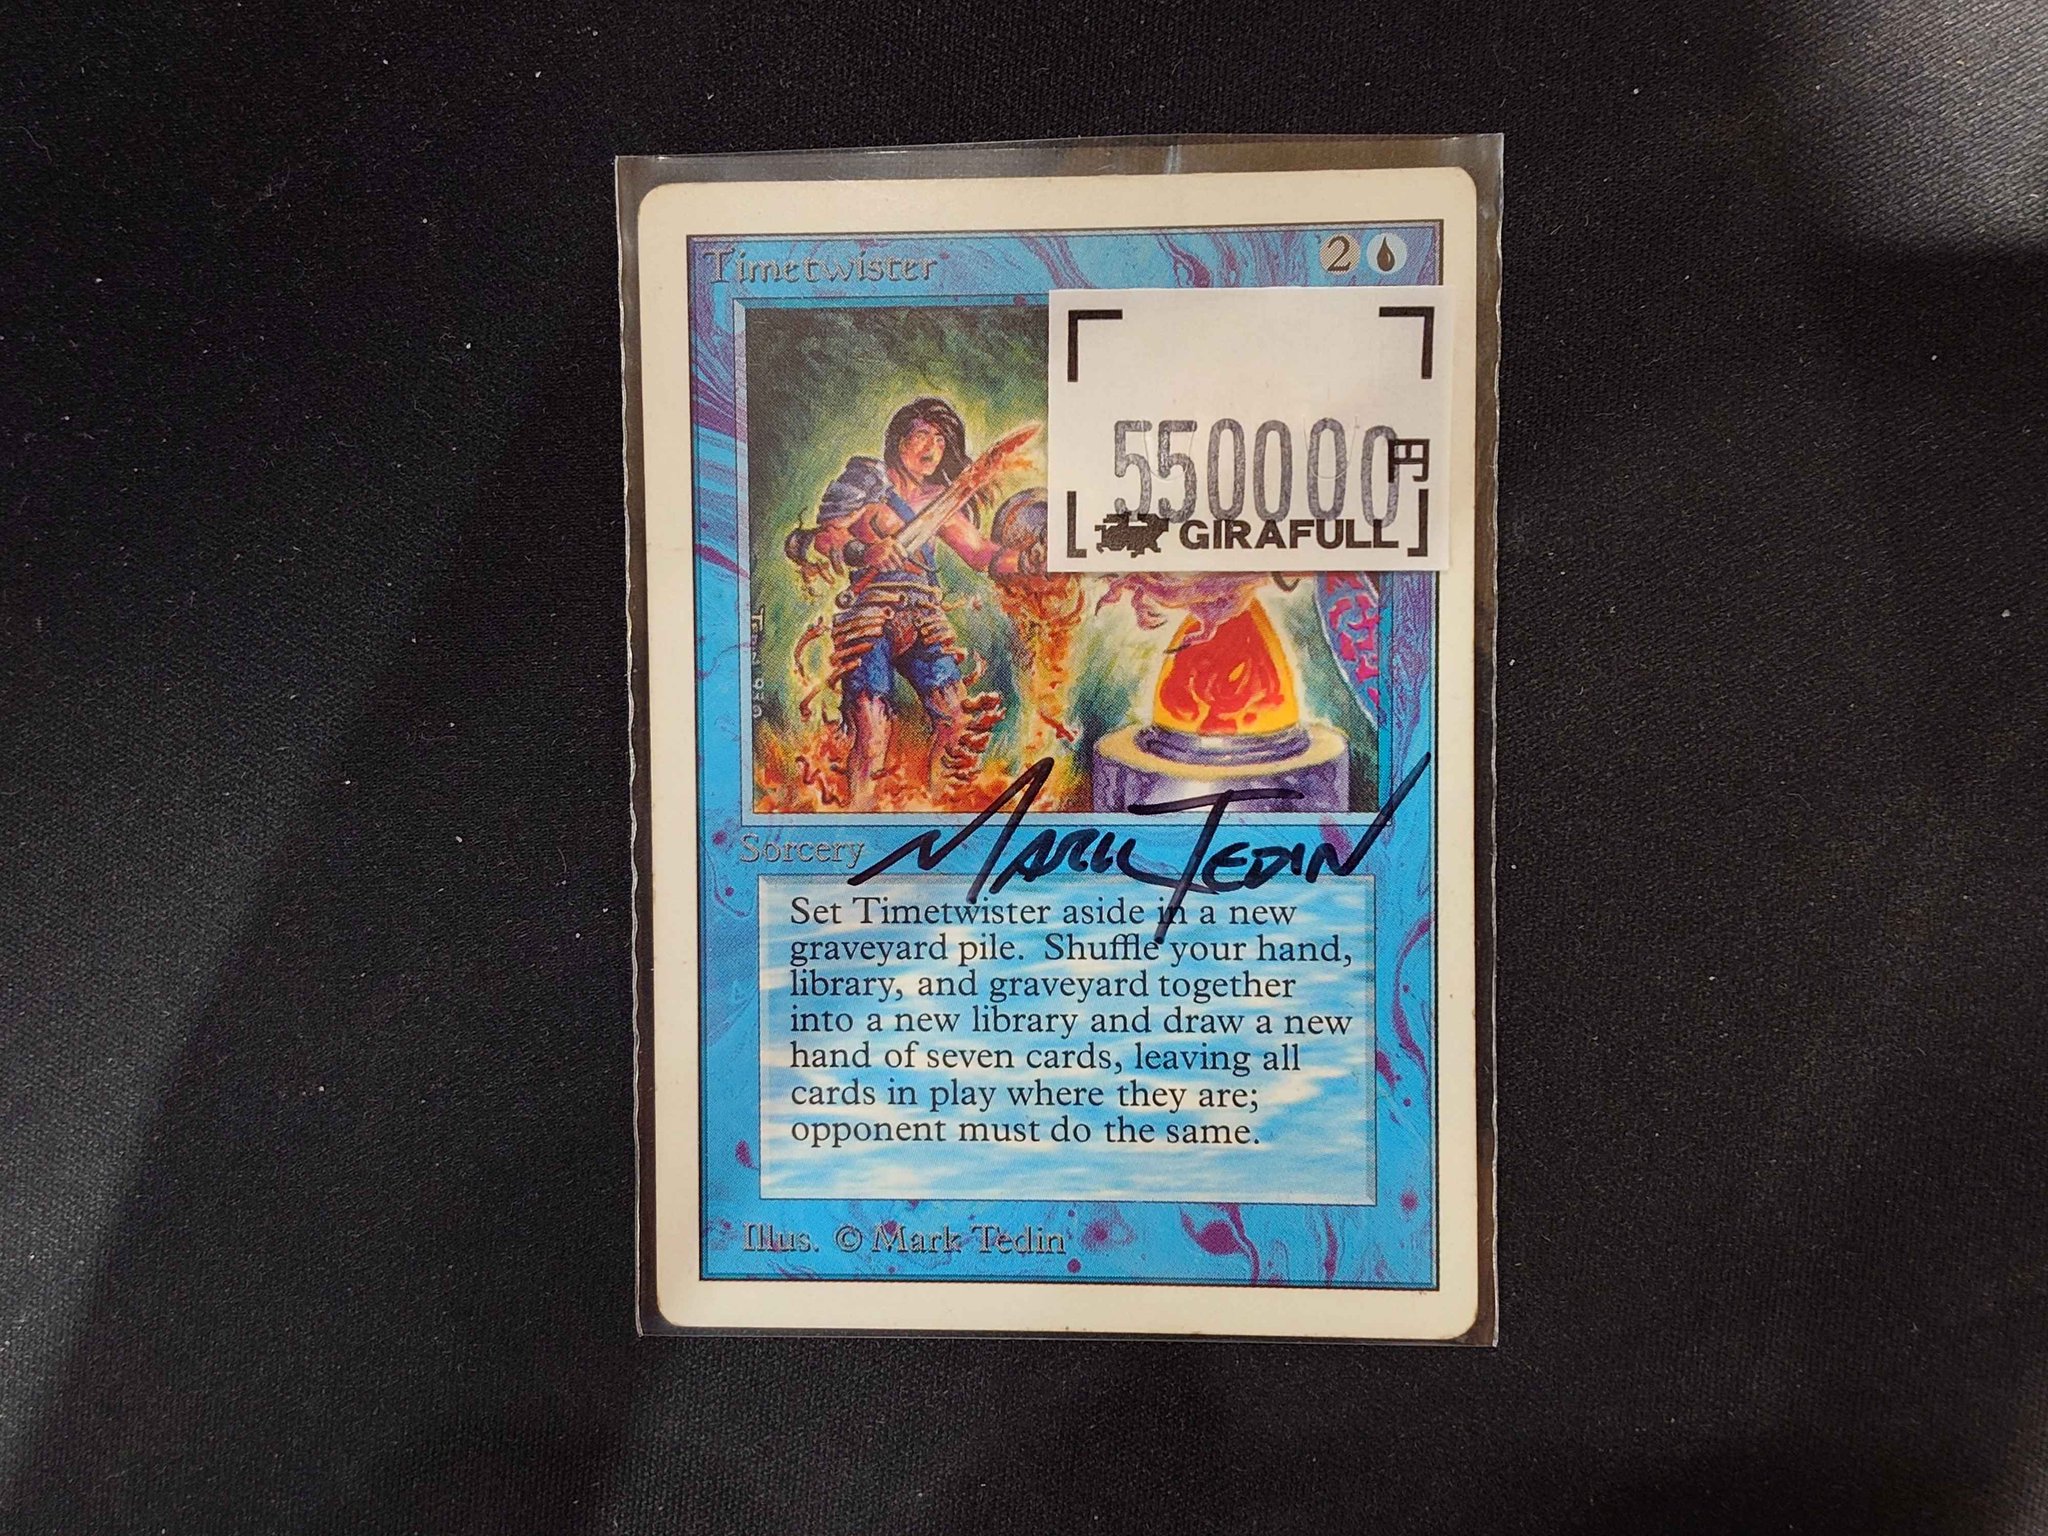 Timetwister 2
550000円
GIRAFULL
MARK TEDIN
Sorcery
Set Timetwister aside in a new
graveyard pile. Shuffle your hand,
library, and graveyard together
into a new library and draw a new
hand of seven cards, leaving all
cards in play where they are;
opponent must do the same.
Illus. © Mark Tedin